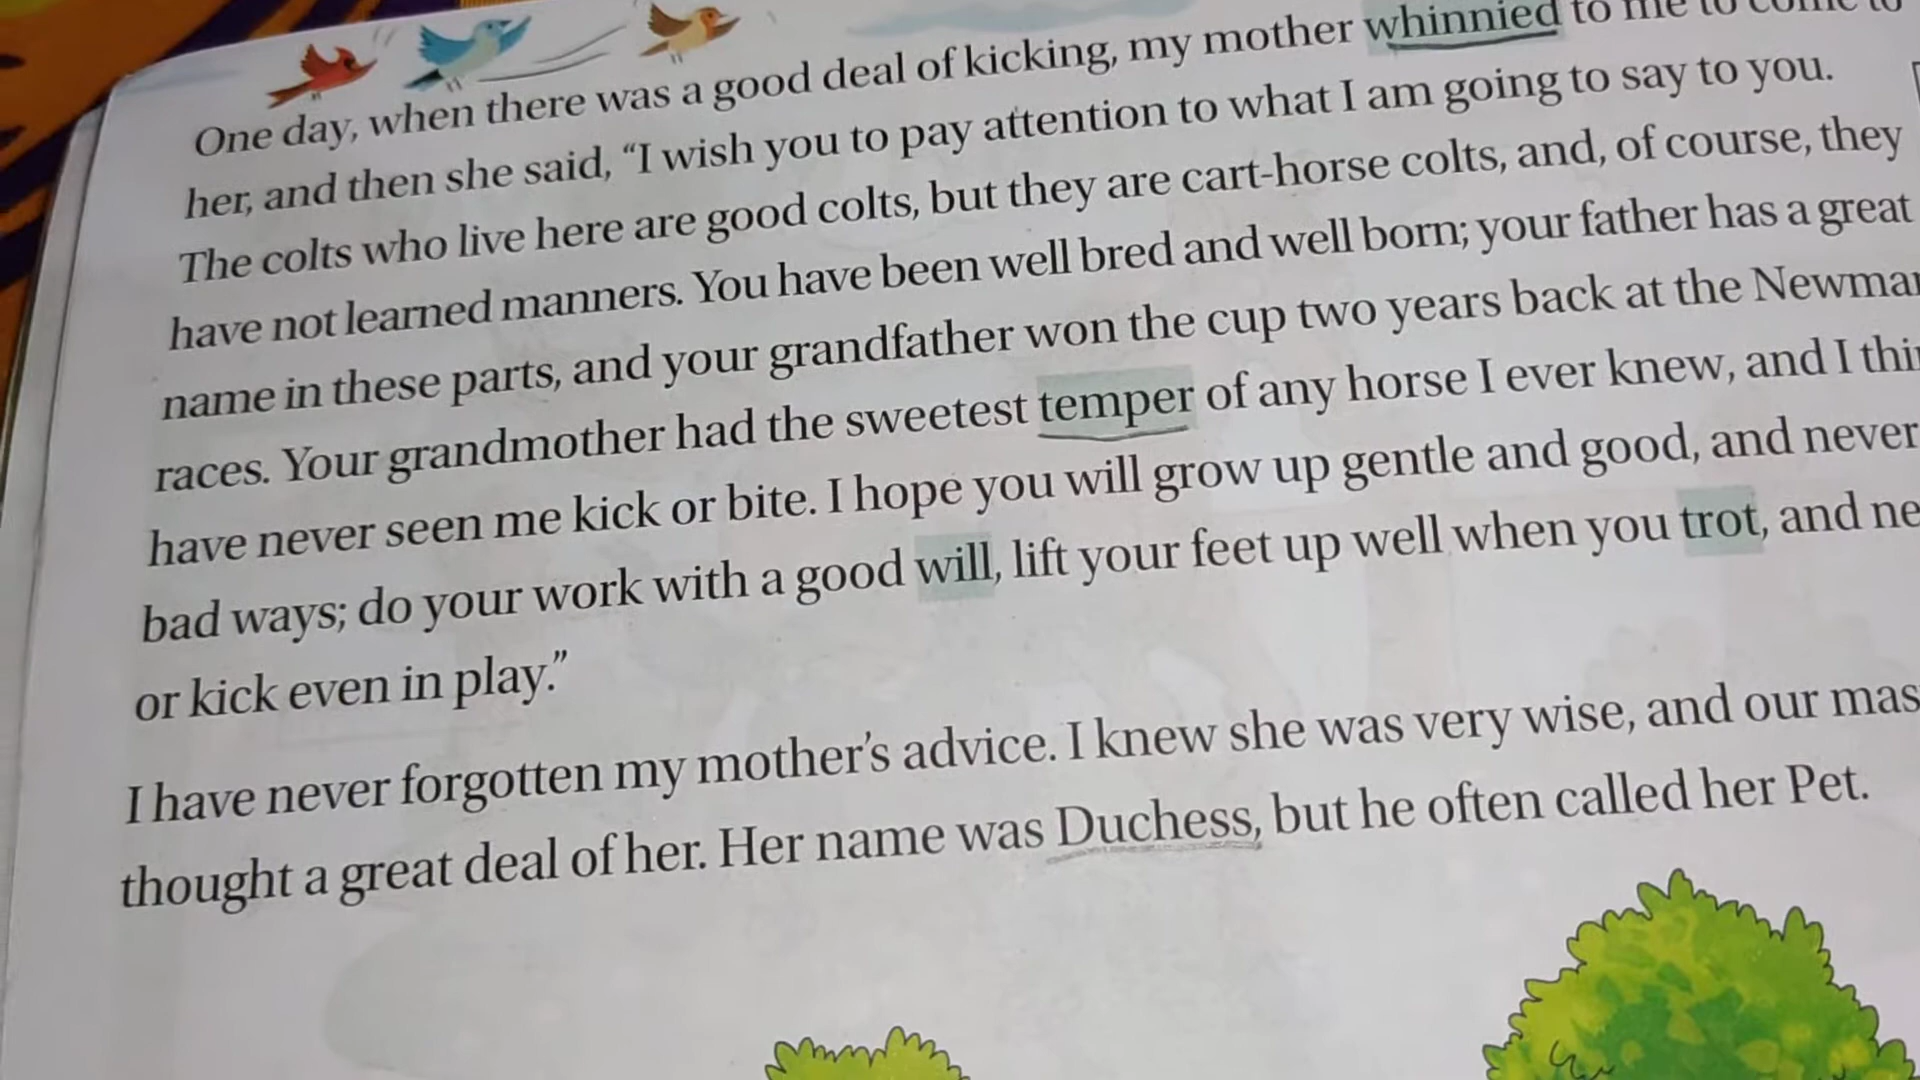 One day, when there was a good deal of kicking, my mother whinnied to me to come to
her, and then she said, “I wish you to pay attention to what I am going to say to you.
The colts who live here are good colts, but they are cart-horse colts, and, of course, they
have not learned manners. You have been well bred and well born; your father has a great
name in these parts, and your grandfather won the cup two years back at the Newmar
races. Your grandmother had the sweetest temper of any horse I ever knew, and I thin
have never seen me kick or bite. I hope you will grow up gentle and good, and never
bad ways; do your work with a good will, lift your feet up well when you trot, and ne
or kick even in play.”
I have never forgotten my mother’s advice. I knew she was very wise, and our mas
thought a great deal of her. Her name was Duchess, but he often called her Pet.